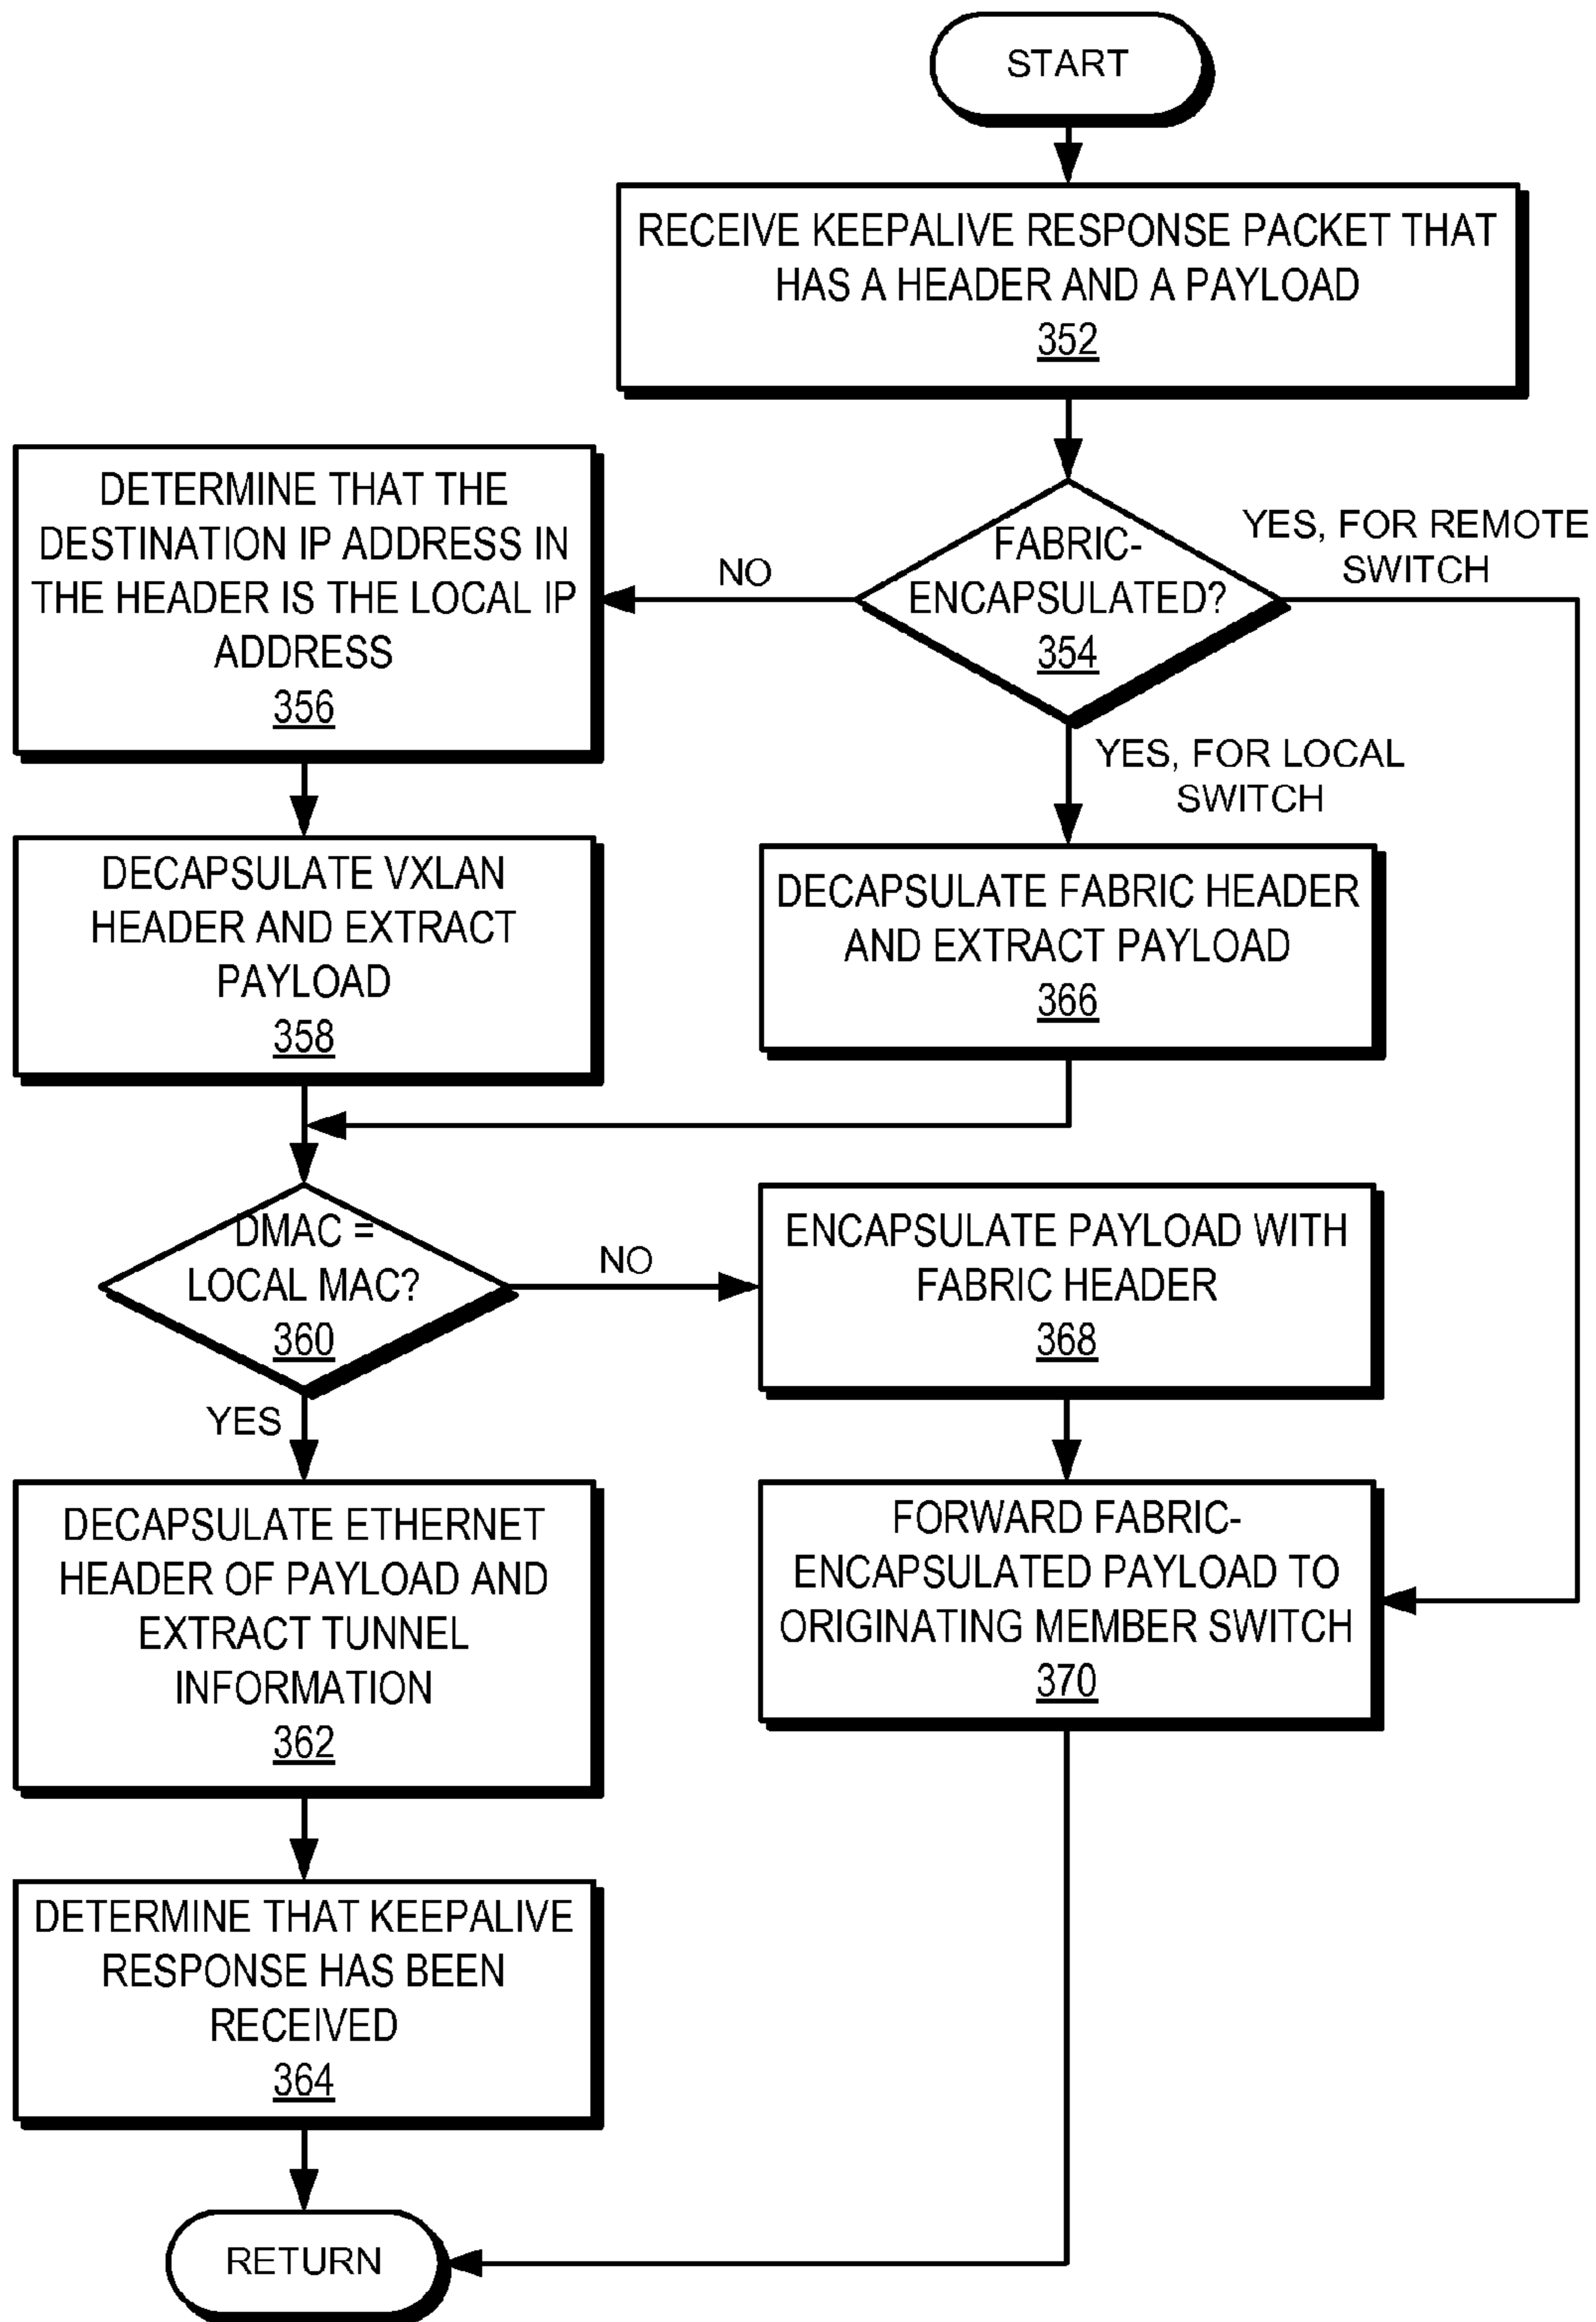 START
RECEIVE KEEPALIVE RESPONSE PACKET THAT
HAS A HEADER AND A PAYLOAD
352
DETERMINE THAT THE
DESTINATION IP ADDRESS IN
THE HEADER IS THE LOCAL IP
ADDRESS
356
NO
FABRIC-
ENCAPSULATED?
354
YES, FOR REMOTE
SWITCH
YES, FOR LOCAL
SWITCH
DECAPSULATE VXLAN
HEADER AND EXTRACT
PAYLOAD
358
DECAPSULATE FABRIC HEADER
AND EXTRACT PAYLOAD
366
DMAC =
LOCAL MAC?
360
NO
ENCAPSULATE PAYLOAD WITH
FABRIC HEADER
368
YES
DECAPSULATE ETHERNET
HEADER OF PAYLOAD AND
EXTRACT TUNNEL
INFORMATION
362
FORWARD FABRIC-
ENCAPSULATED PAYLOAD TO
ORIGINATING MEMBER SWITCH
370
DETERMINE THAT KEEPALIVE
RESPONSE HAS BEEN
RECEIVED
364
RETURN